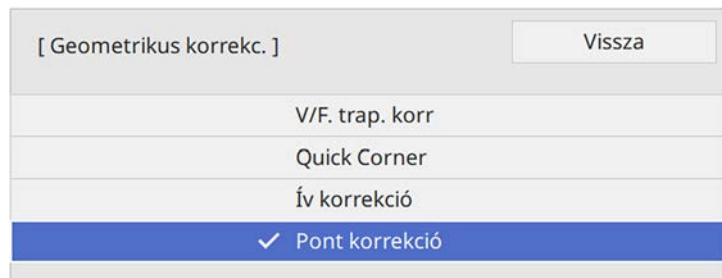 [ Geometrikus korrekc. ]
Vissza
V/F. trap. korr
Quick Corner
Ív korrekció
Pont korrekció